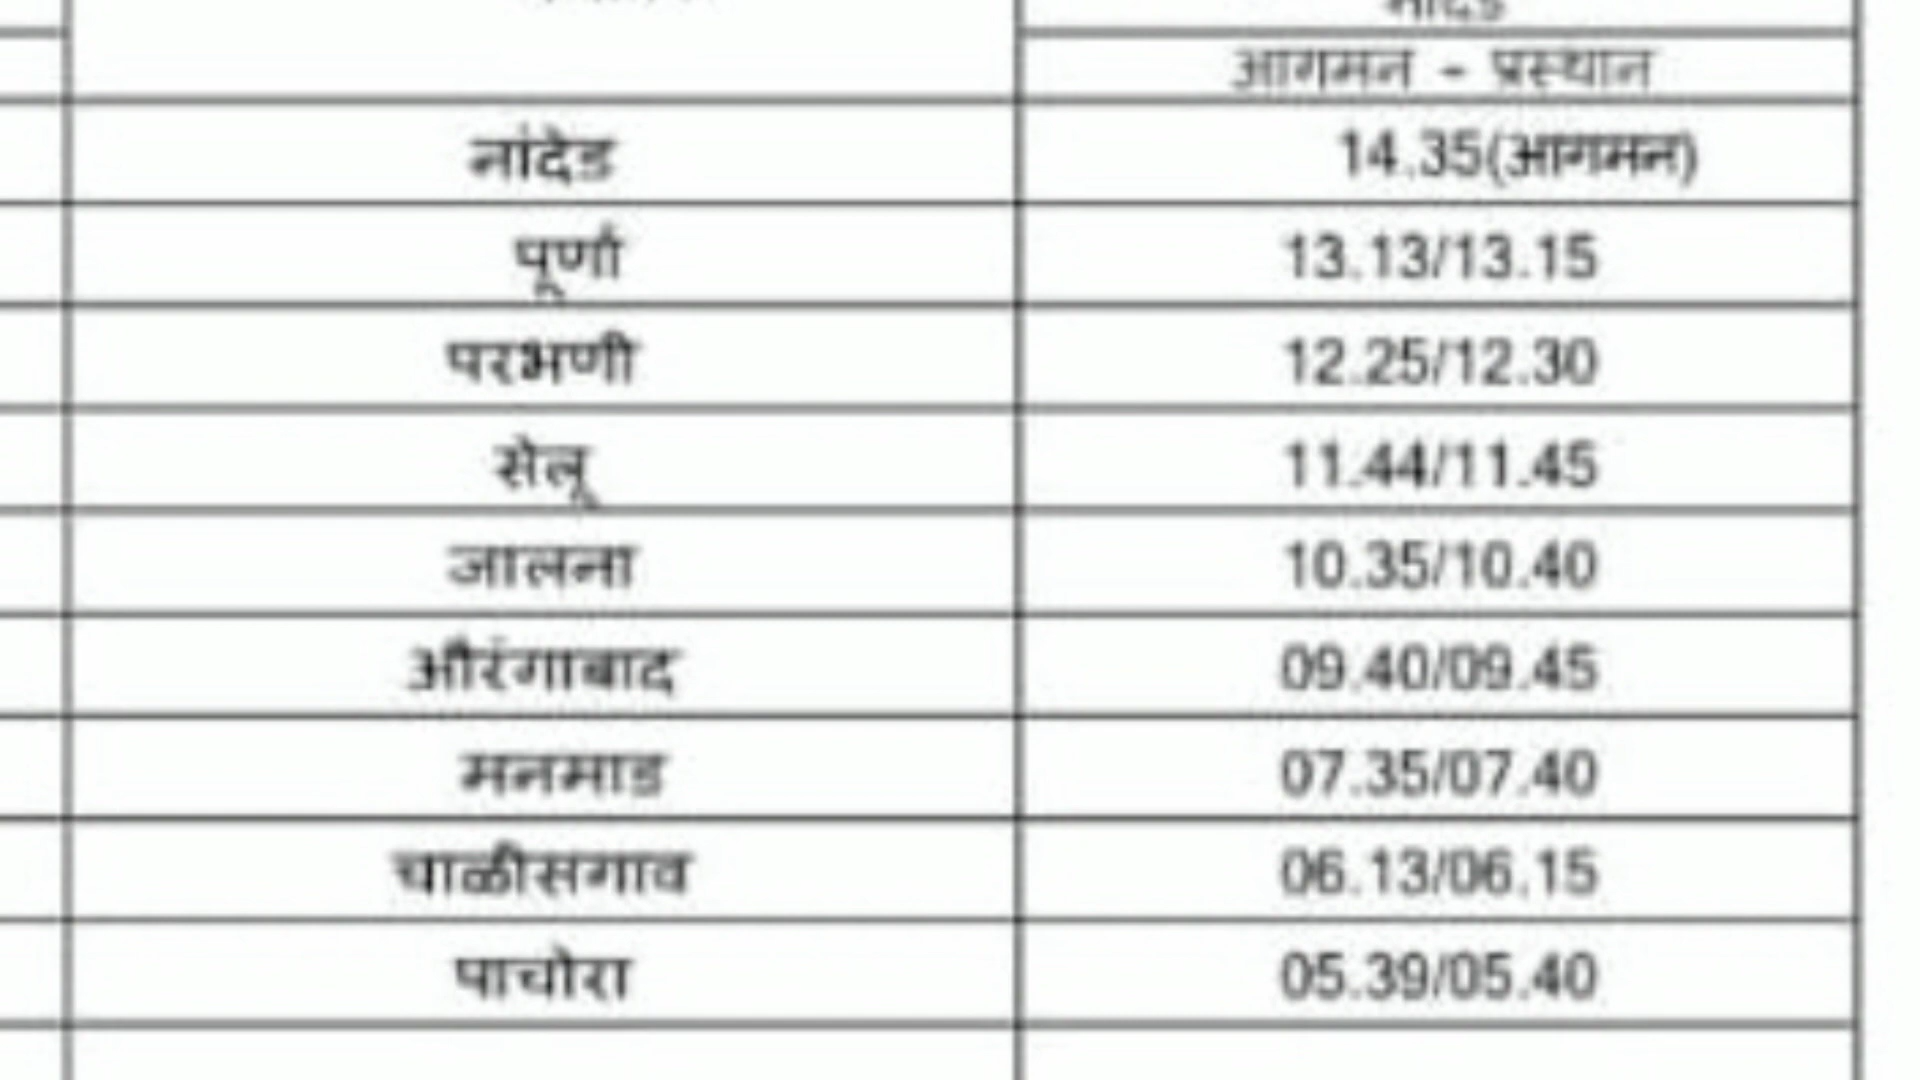 नांदेड
आगमन - प्रस्थान
नांदेड 14.35(आगमन)
पूर्णा 13.13/13.15
परभणी 12.25/12.30
सेलू 11.44/11.45
जालना 10.35/10.40
औरंगाबाद 09.40/09.45
मनमाड 07.35/07.40
चाळीसगाव 06.13/06.15
पाचोरा 05.39/05.40